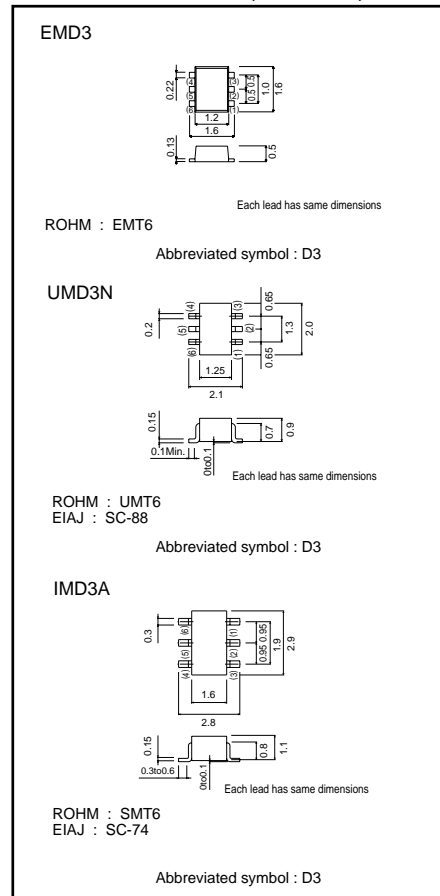 EMD3
0.22
(4)
(3)
(5)
(2)
(6)
(1)
0.5 0.5
1.0
1.6
1.2
1.6
0.13
0.5
Each lead has same dimensions
ROHM : EMT6
Abbreviated symbol : D3
UMD3N
0.2
(4)
(3)
(5)
(2)
(6)
(1)
0.65
1.3
0.65
2.0
1.25
2.1
0.15
0.1Min.
0to0.1
0.7
0.9
Each lead has same dimensions
ROHM : UMT6
EIAJ : SC-88
Abbreviated symbol : D3
IMD3A
0.3
(6)
(1)
(5)
(2)
(4)
(3)
0.95 0.95
1.9
2.9
1.6
2.8
0.15
0.3to0.6
0to0.1
0.8
1.1
Each lead has same dimensions
ROHM : SMT6
EIAJ : SC-74
Abbreviated symbol : D3